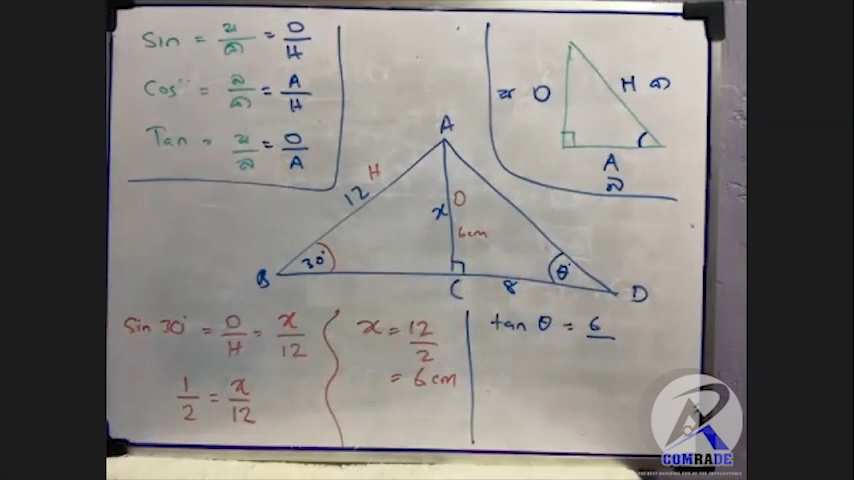 Sin = ස/ක = O/H
Cos = බ/ක = A/H
Tan = ස/බ = O/A
O
H
A
A
12
H
x
O
6cm
30°
θ
B
C
8
D
Sin 30° = O/H = x/12
1/2 = x/12
x = 12/2
= 6cm
tan θ = 6
COMRADE